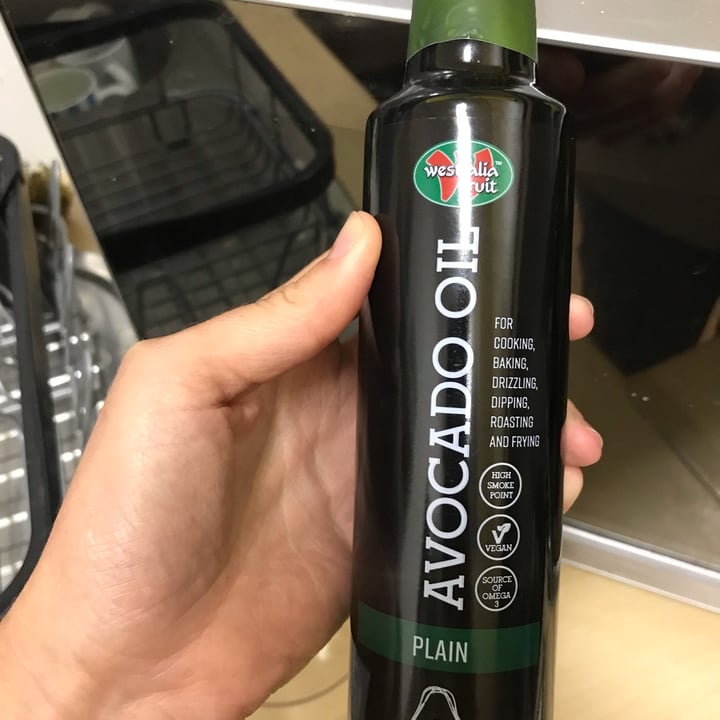 westfalia™
fruit
AVOCADO OIL
FOR
COOKING,
BAKING,
DRIZZLING,
DIPPING,
ROASTING
AND FRYING
HIGH
SMOKE
POINT
VEGAN
SOURCE
OF
OMEGA
3
PLAIN